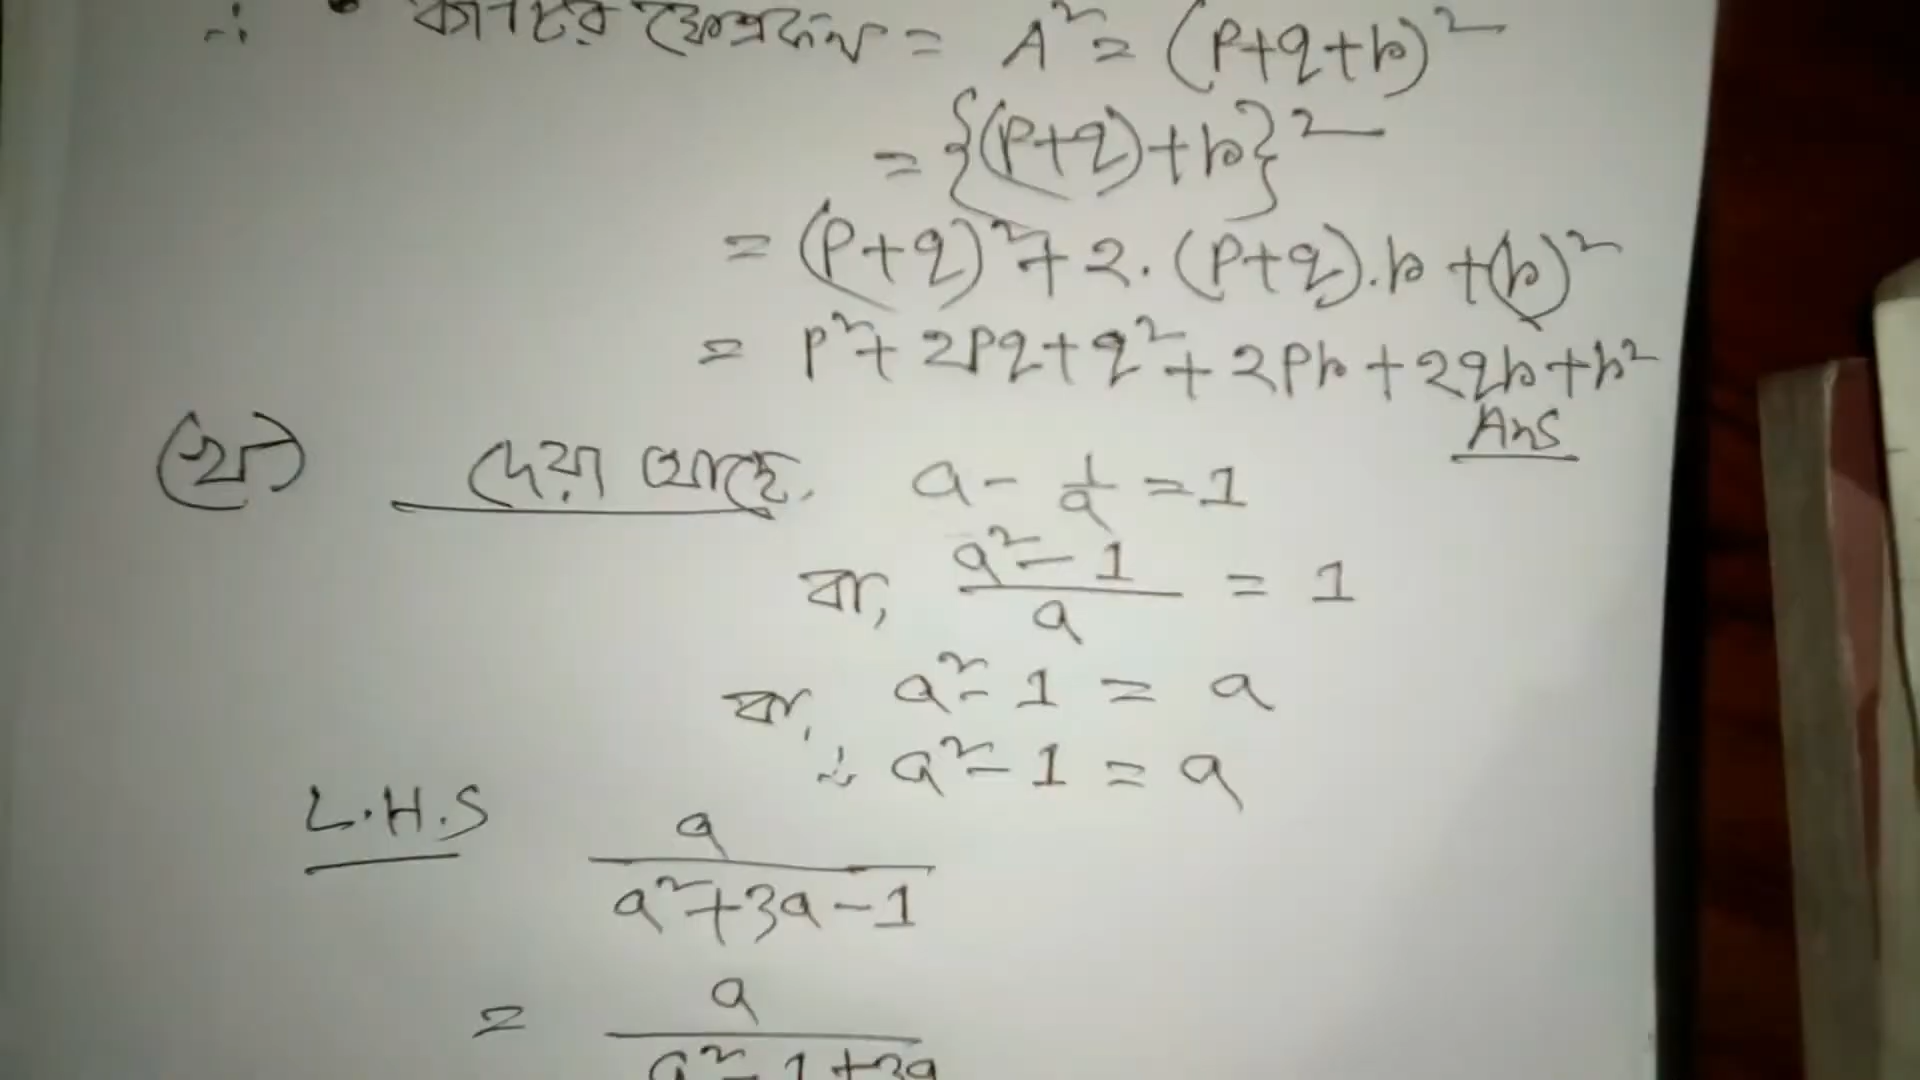 ∴ ক্ষেত্রফল = A² = (p+q+r)²
= {(p+q)+r}²
= (p+q)² + 2.(p+q).r + (r)²
= p² + 2pq + q² + 2pr + 2qr + r²
Ans
(খ) দেয়া আছে, a - 1/a = 1
বা, (a² - 1)/a = 1
বা, a² - 1 = a
∴ a² - 1 = a
L.H.S a/(a²+3a-1)
= a/(a²-1+3a)